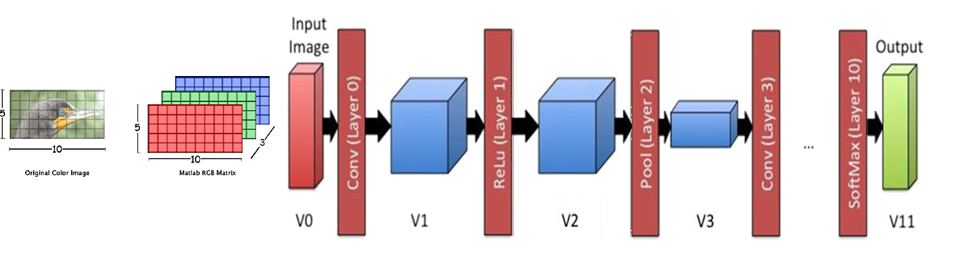 5
10
Original Color Image
5
10
3
Matlab RGB Matrix
Input
Image
V0
Conv (Layer 0)
V1
ReLu (Layer 1)
V2
Pool (Layer 2)
V3
Conv (Layer 3)
...
SoftMax (Layer 10)
Output
V11